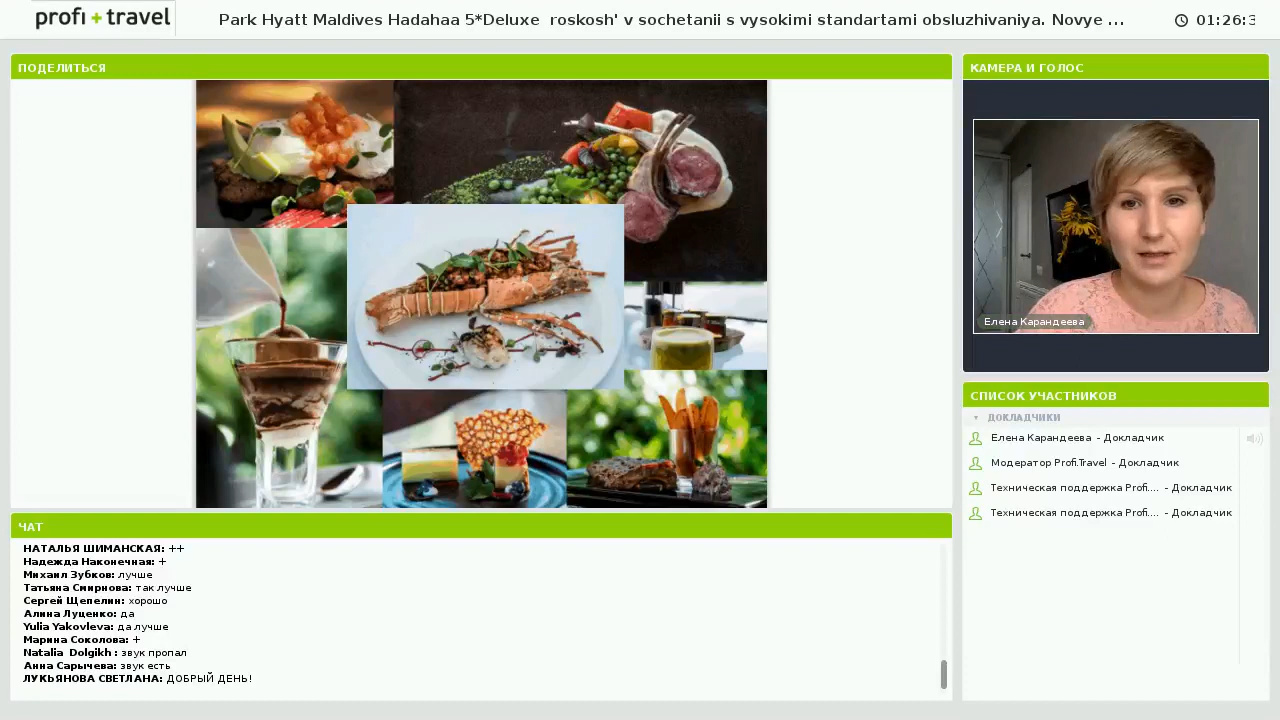 profi + travel
Park Hyatt Maldives Hadahaa 5*Deluxe roskosh' v sochetanii s vysokimi standartami obsluzhivaniya. Novye ...
01:26:3
ПОДЕЛИТЬСЯ
КАМЕРА И ГОЛОС
Елена Карандеева
СПИСОК УЧАСТНИКОВ
ДОКЛАДЧИКИ
Елена Карандеева - Докладчик
Модератор Profi.Travel - Докладчик
Техническая поддержка Profi.... - Докладчик
Техническая поддержка Profi.... - Докладчик
ЧАТ
НАТАЛЬЯ ШИМАНСКАЯ: ++
Надежда Наконечная: +
Михаил Зубков: лучше
Татьяна Смирнова: так лучше
Сергей Щепелин: хорошо
Алина Луценко: да
Yulia Yakovleva: да лучше
Марина Соколова: +
Natalia Dolgikh : звук пропал
Анна Сарычева: звук есть
ЛУКЬЯНОВА СВЕТЛАНА: ДОБРЫЙ ДЕНЬ!